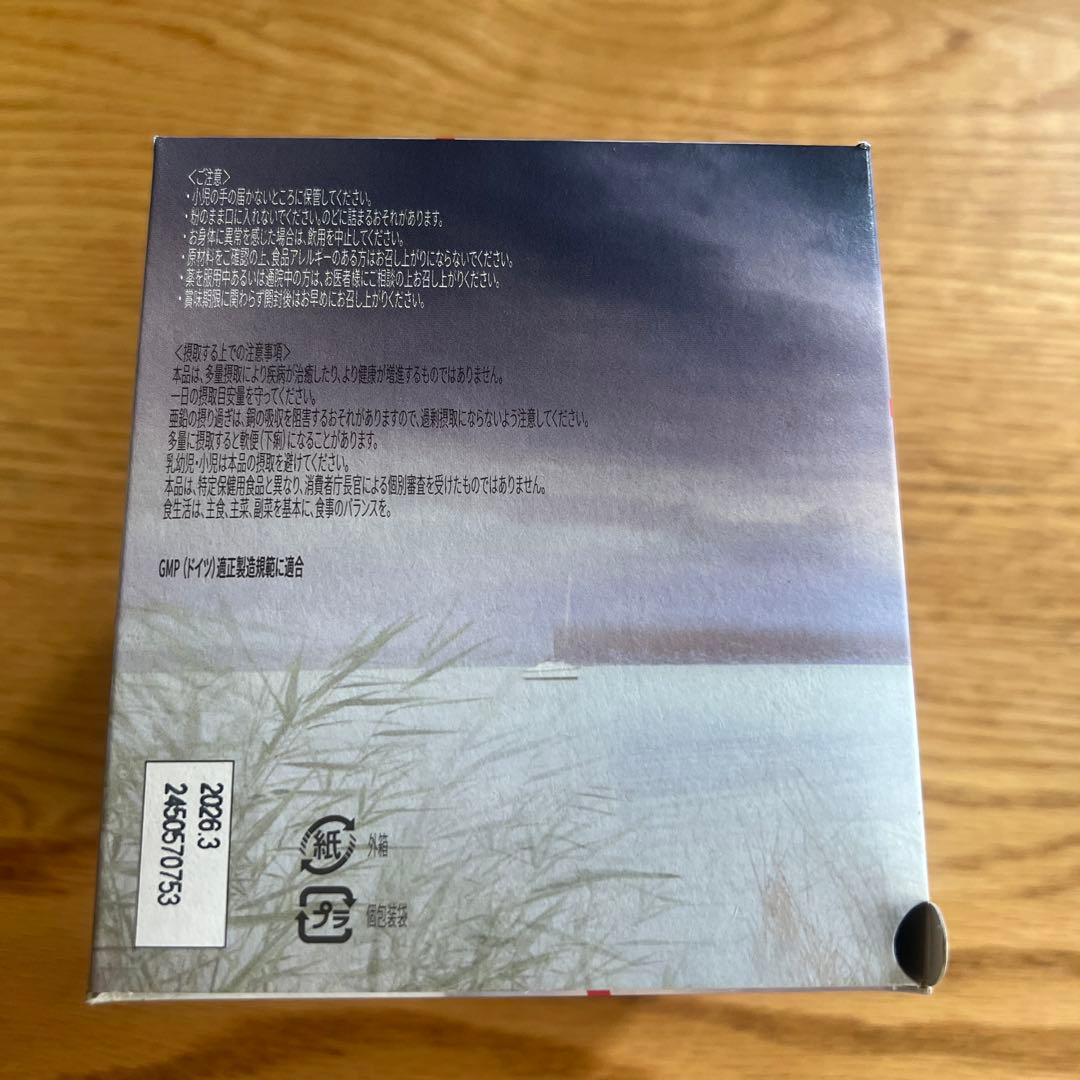 〈ご注意〉
・小児の手の届かないところに保管してください。
・粉のまま口に入れないでください。のどに詰まるおそれがあります。
・お身体に異常を感じた場合は、飲用を中止してください。
・原材料をご確認の上、食品アレルギーのある方はお召し上がりにならないでください。
・薬を服用中あるいは通院中の方は、お医者様にご相談の上お召し上がりください。
・賞味期限に関わらず開封後はお早めにお召し上がりください。
〈摂取する上での注意事項〉
本品は、多量摂取により疾病が治癒したり、より健康が増進するものではありません。
一日の摂取目安量を守ってください。
亜鉛の摂り過ぎは、銅の吸収を阻害するおそれがありますので、過剰摂取にならないよう注意してください。
多量に摂取すると軟便（下痢）になることがあります。
乳幼児・小児は本品の摂取を避けてください。
本品は、特定保健用食品と異なり、消費者庁長官による個別審査を受けたものではありません。
食生活は、主食、主菜、副菜を基本に、食事のバランスを。
GMP（ドイツ）適正製造規範に適合
2026.3
2450570753
紙 外箱
プラ 個包装袋